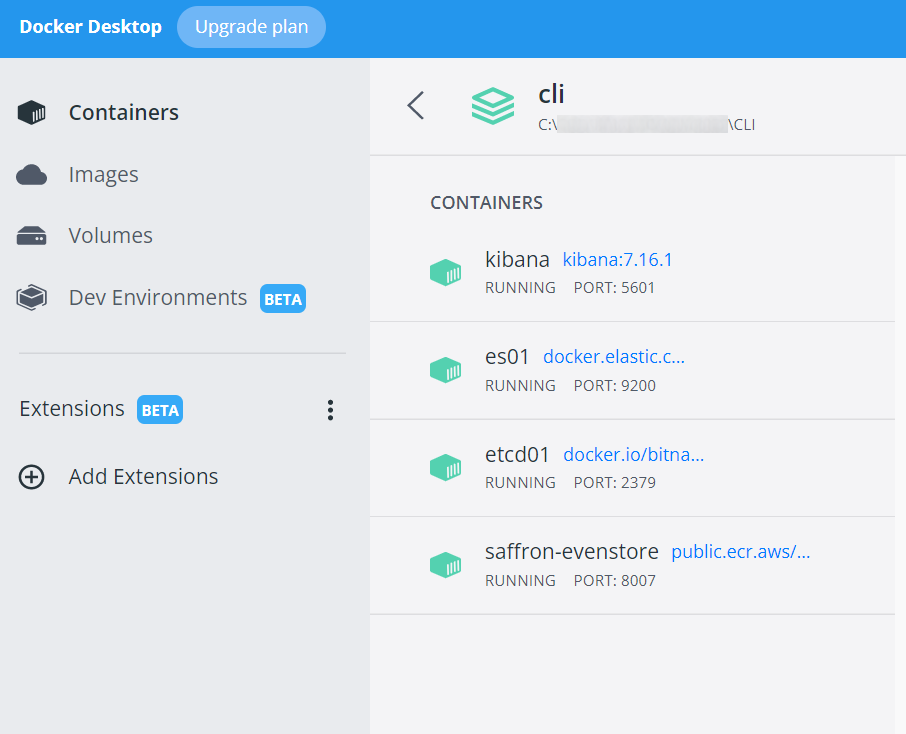 Docker Desktop Upgrade plan
Containers
Images
Volumes
Dev Environments BETA
Extensions BETA
Add Extensions
cli
C:\ \CLI
CONTAINERS
kibana kibana:7.16.1
RUNNING PORT: 5601
es01 docker.elastic.c...
RUNNING PORT: 9200
etcd01 docker.io/bitna...
RUNNING PORT: 2379
saffron-evenstore public.ecr.aws/...
RUNNING PORT: 8007